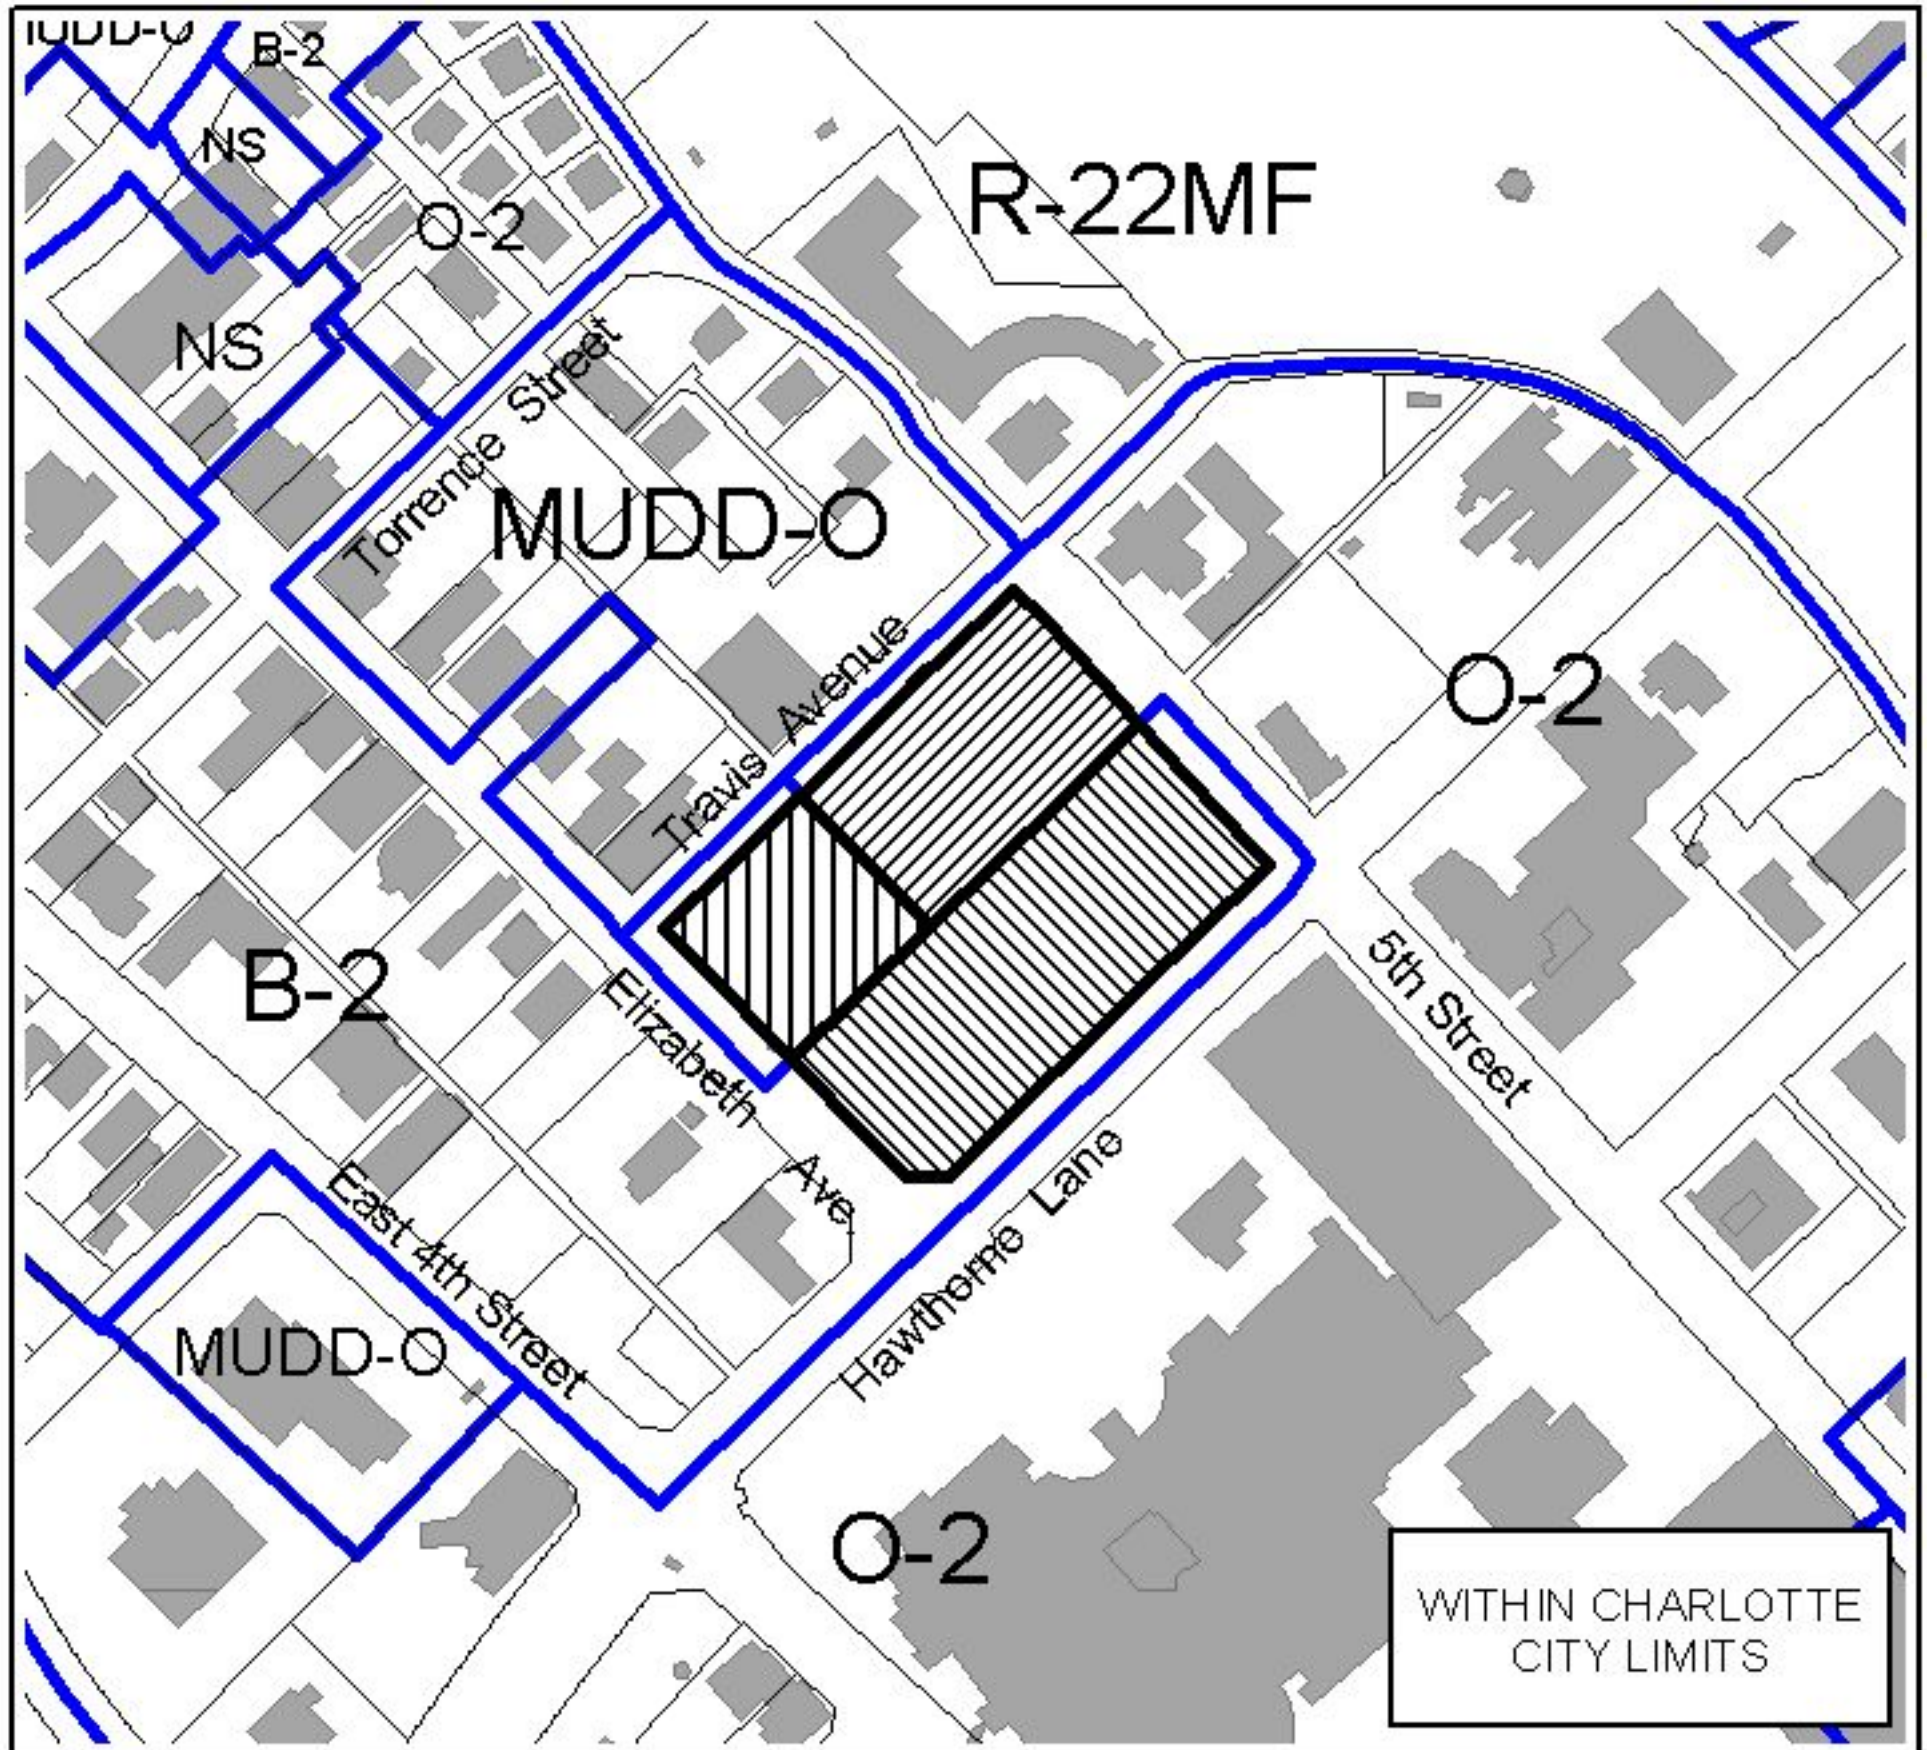 MUDD-O
B-2
NS
R-22MF
O-2
NS
Torrence Street
MUDD-O
Travis Avenue
O-2
B-2
Elizabeth Ave
5th Street
East 4th Street
Hawthorne Lane
MUDD-O
O-2
WITHIN CHARLOTTE
CITY LIMITS